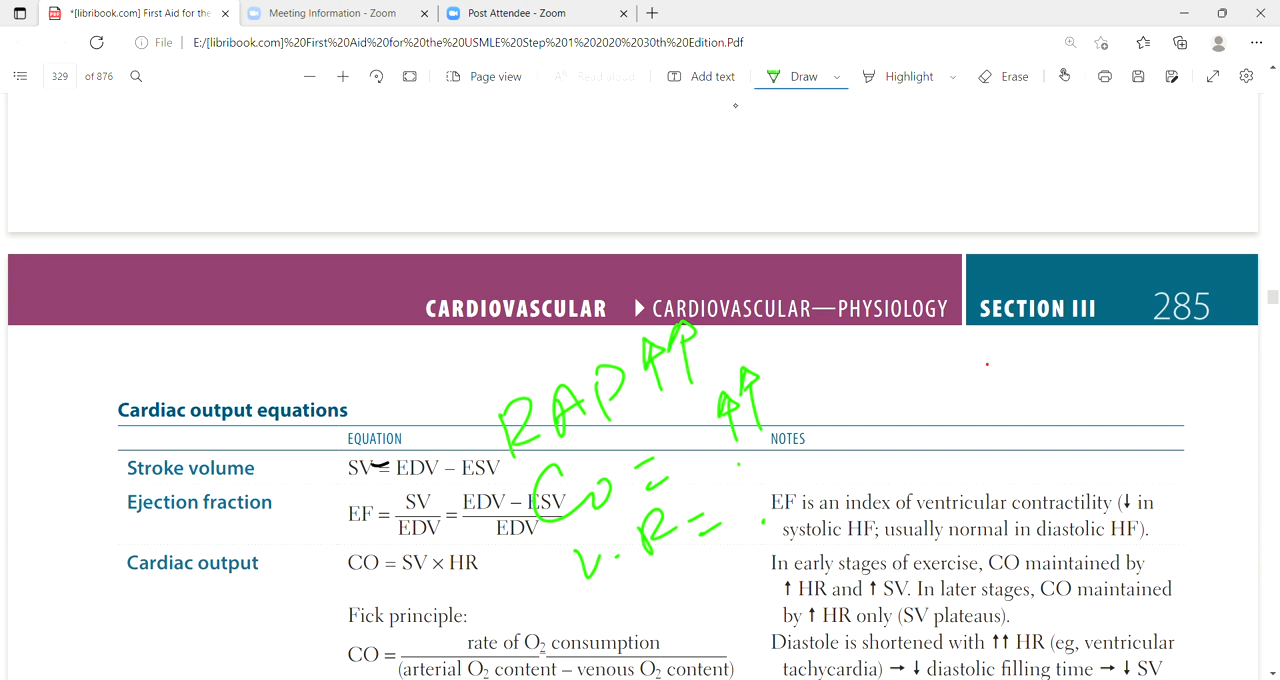 *[libribook.com] First Aid for the
Meeting Information - Zoom
Post Attendee - Zoom
File
E:/[libribook.com]%20First%20Aid%20for%20the%20USMLE%20Step%201%202020%2030th%20Edition.Pdf
329 of 876
Page view
Read aloud
Add text
Draw
Highlight
Erase
CARDIOVASCULAR ▶ CARDIOVASCULAR—PHYSIOLOGY SECTION III 285
RAP ↑↑
↑↑
CO =
V.R =
Cardiac output equations
EQUATION NOTES
Stroke volume SV = EDV – ESV
Ejection fraction EF = SV/EDV = EDV – ESV/EDV
EF is an index of ventricular contractility (↓ in
systolic HF; usually normal in diastolic HF).
Cardiac output CO = SV × HR
In early stages of exercise, CO maintained by
↑ HR and ↑ SV. In later stages, CO maintained
by ↑ HR only (SV plateaus).
Fick principle:
CO = rate of O₂ consumption/(arterial O₂ content – venous O₂ content)
Diastole is shortened with ↑↑ HR (eg, ventricular
tachycardia) → ↓ diastolic filling time → ↓ SV